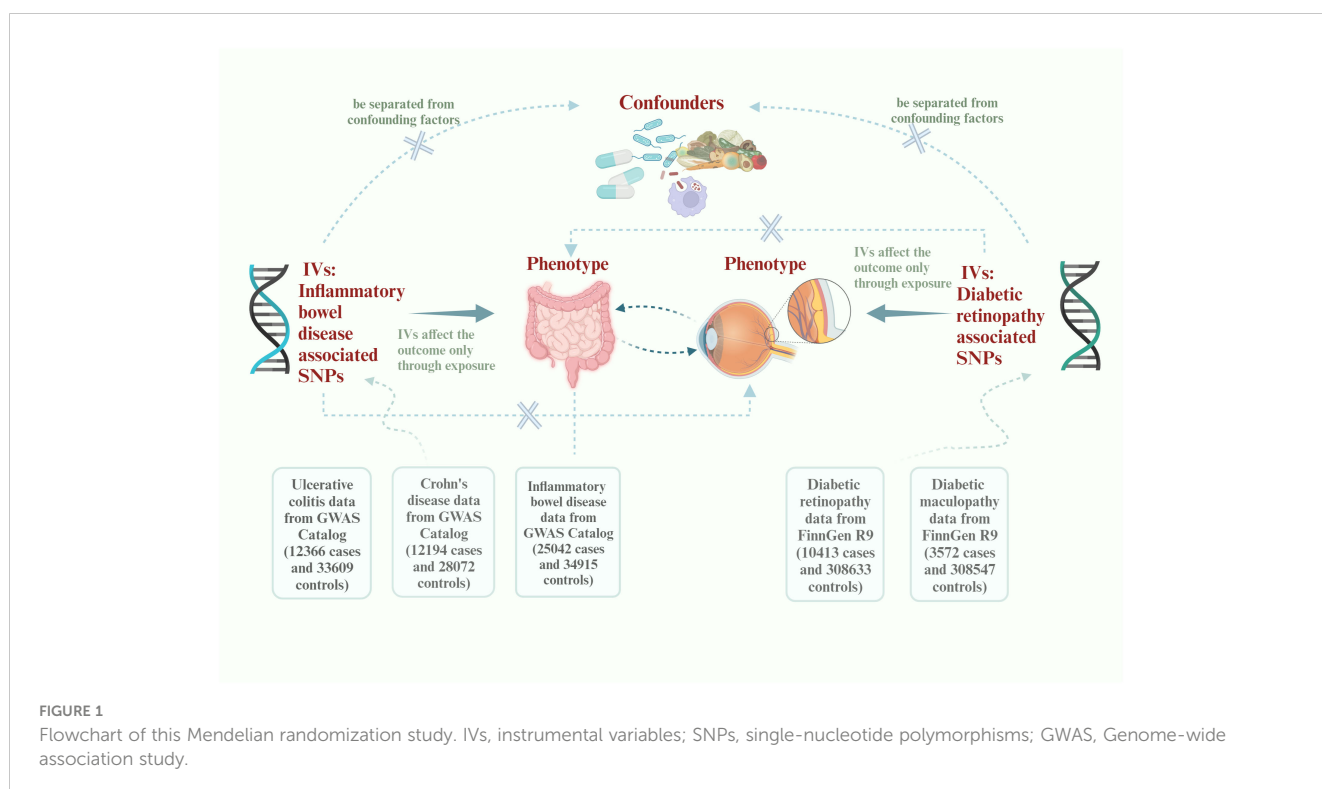 Confounders
be separated from
confounding factors
be separated from
confounding factors
IVs:
Inflammatory
bowel
disease
associated
SNPs
IVs affect the
outcome only
through exposure
Phenotype
Phenotype
IVs affect the
outcome only
through exposure
IVs:
Diabetic
retinopathy
associated
SNPs
Ulcerative
colitis data
from GWAS
Catalog
(12366 cases
and 33609
controls)
Crohn's
disease data
from GWAS
Catalog
(12194 cases
and 28072
controls)
Inflammatory
bowel disease
data from
GWAS Catalog
(25042 cases
and 34915
controls)
Diabetic
retinopathy
data from
FinnGen R9
(10413 cases
and 308633
controls)
Diabetic
maculopathy
data from
FinnGen R9
(3572 cases
and 308547
controls)
FIGURE 1
Flowchart of this Mendelian randomization study. IVs, instrumental variables; SNPs, single-nucleotide polymorphisms; GWAS, Genome-wide
association study.